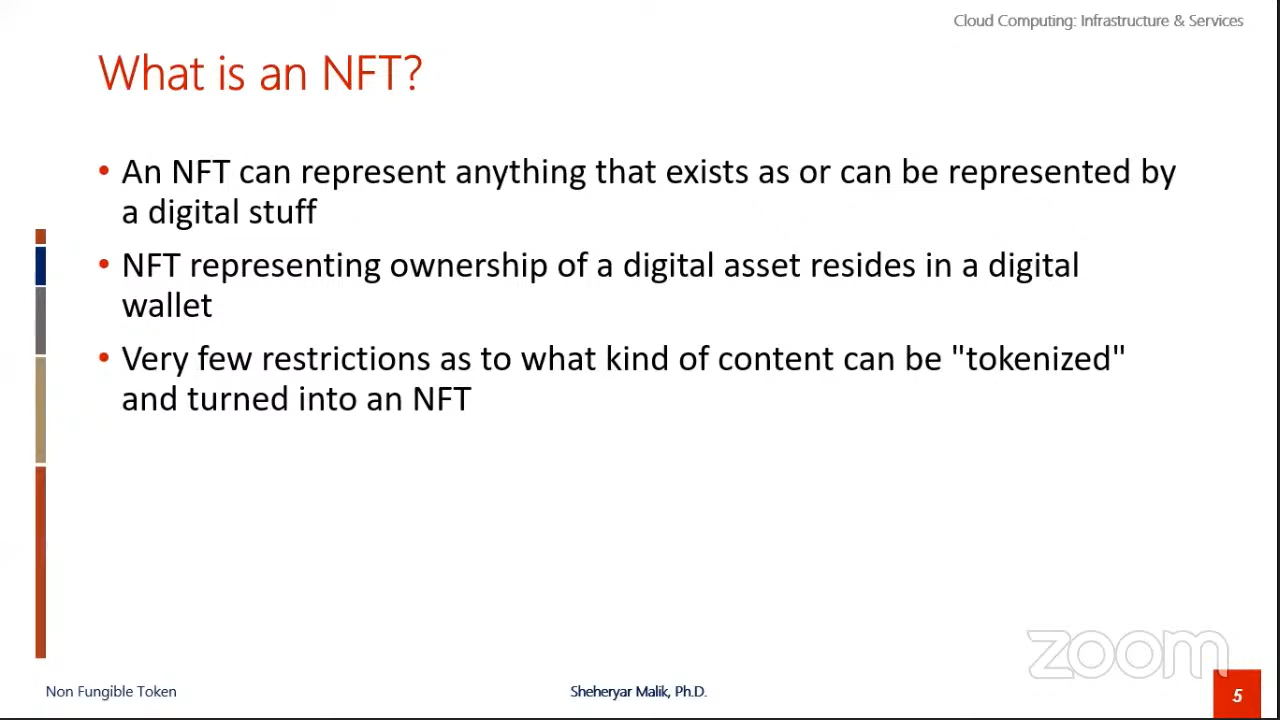 Cloud Computing: Infrastructure & Services
What is an NFT?
• An NFT can represent anything that exists as or can be represented by
a digital stuff
• NFT representing ownership of a digital asset resides in a digital
wallet
• Very few restrictions as to what kind of content can be "tokenized"
and turned into an NFT
zoom
Non Fungible Token
Sheheryar Malik, Ph.D.
5